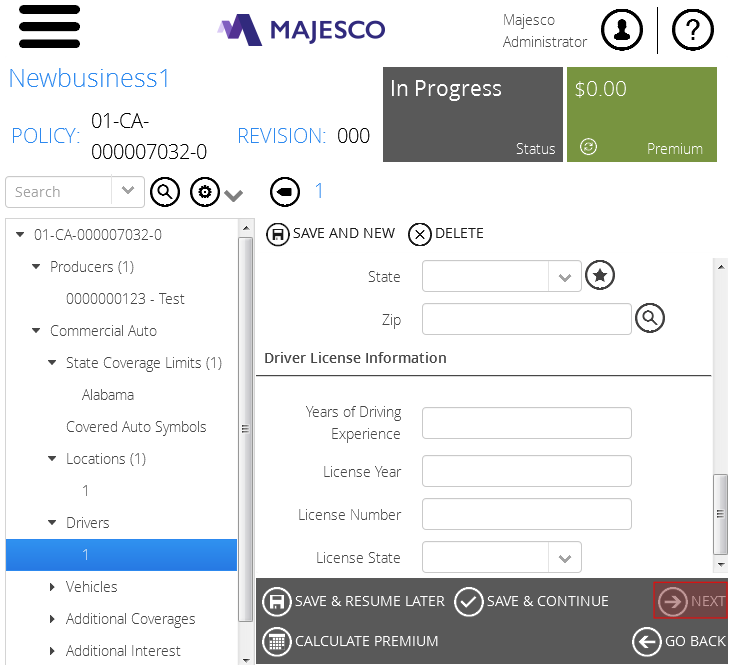 MAJESCO
Majesco
Administrator
?
Newbusiness1
POLICY: 01-CA-
000007032-0
REVISION: 000
In Progress
Status
$0.00
Premium
Search
1
01-CA-000007032-0
Producers (1)
0000000123 - Test
Commercial Auto
State Coverage Limits (1)
Alabama
Covered Auto Symbols
Locations (1)
1
Drivers
1
Vehicles
Additional Coverages
Additional Interest
SAVE AND NEW DELETE
State
Zip
Driver License Information
Years of Driving
Experience
License Year
License Number
License State
SAVE & RESUME LATER SAVE & CONTINUE NEXT
CALCULATE PREMIUM GO BACK